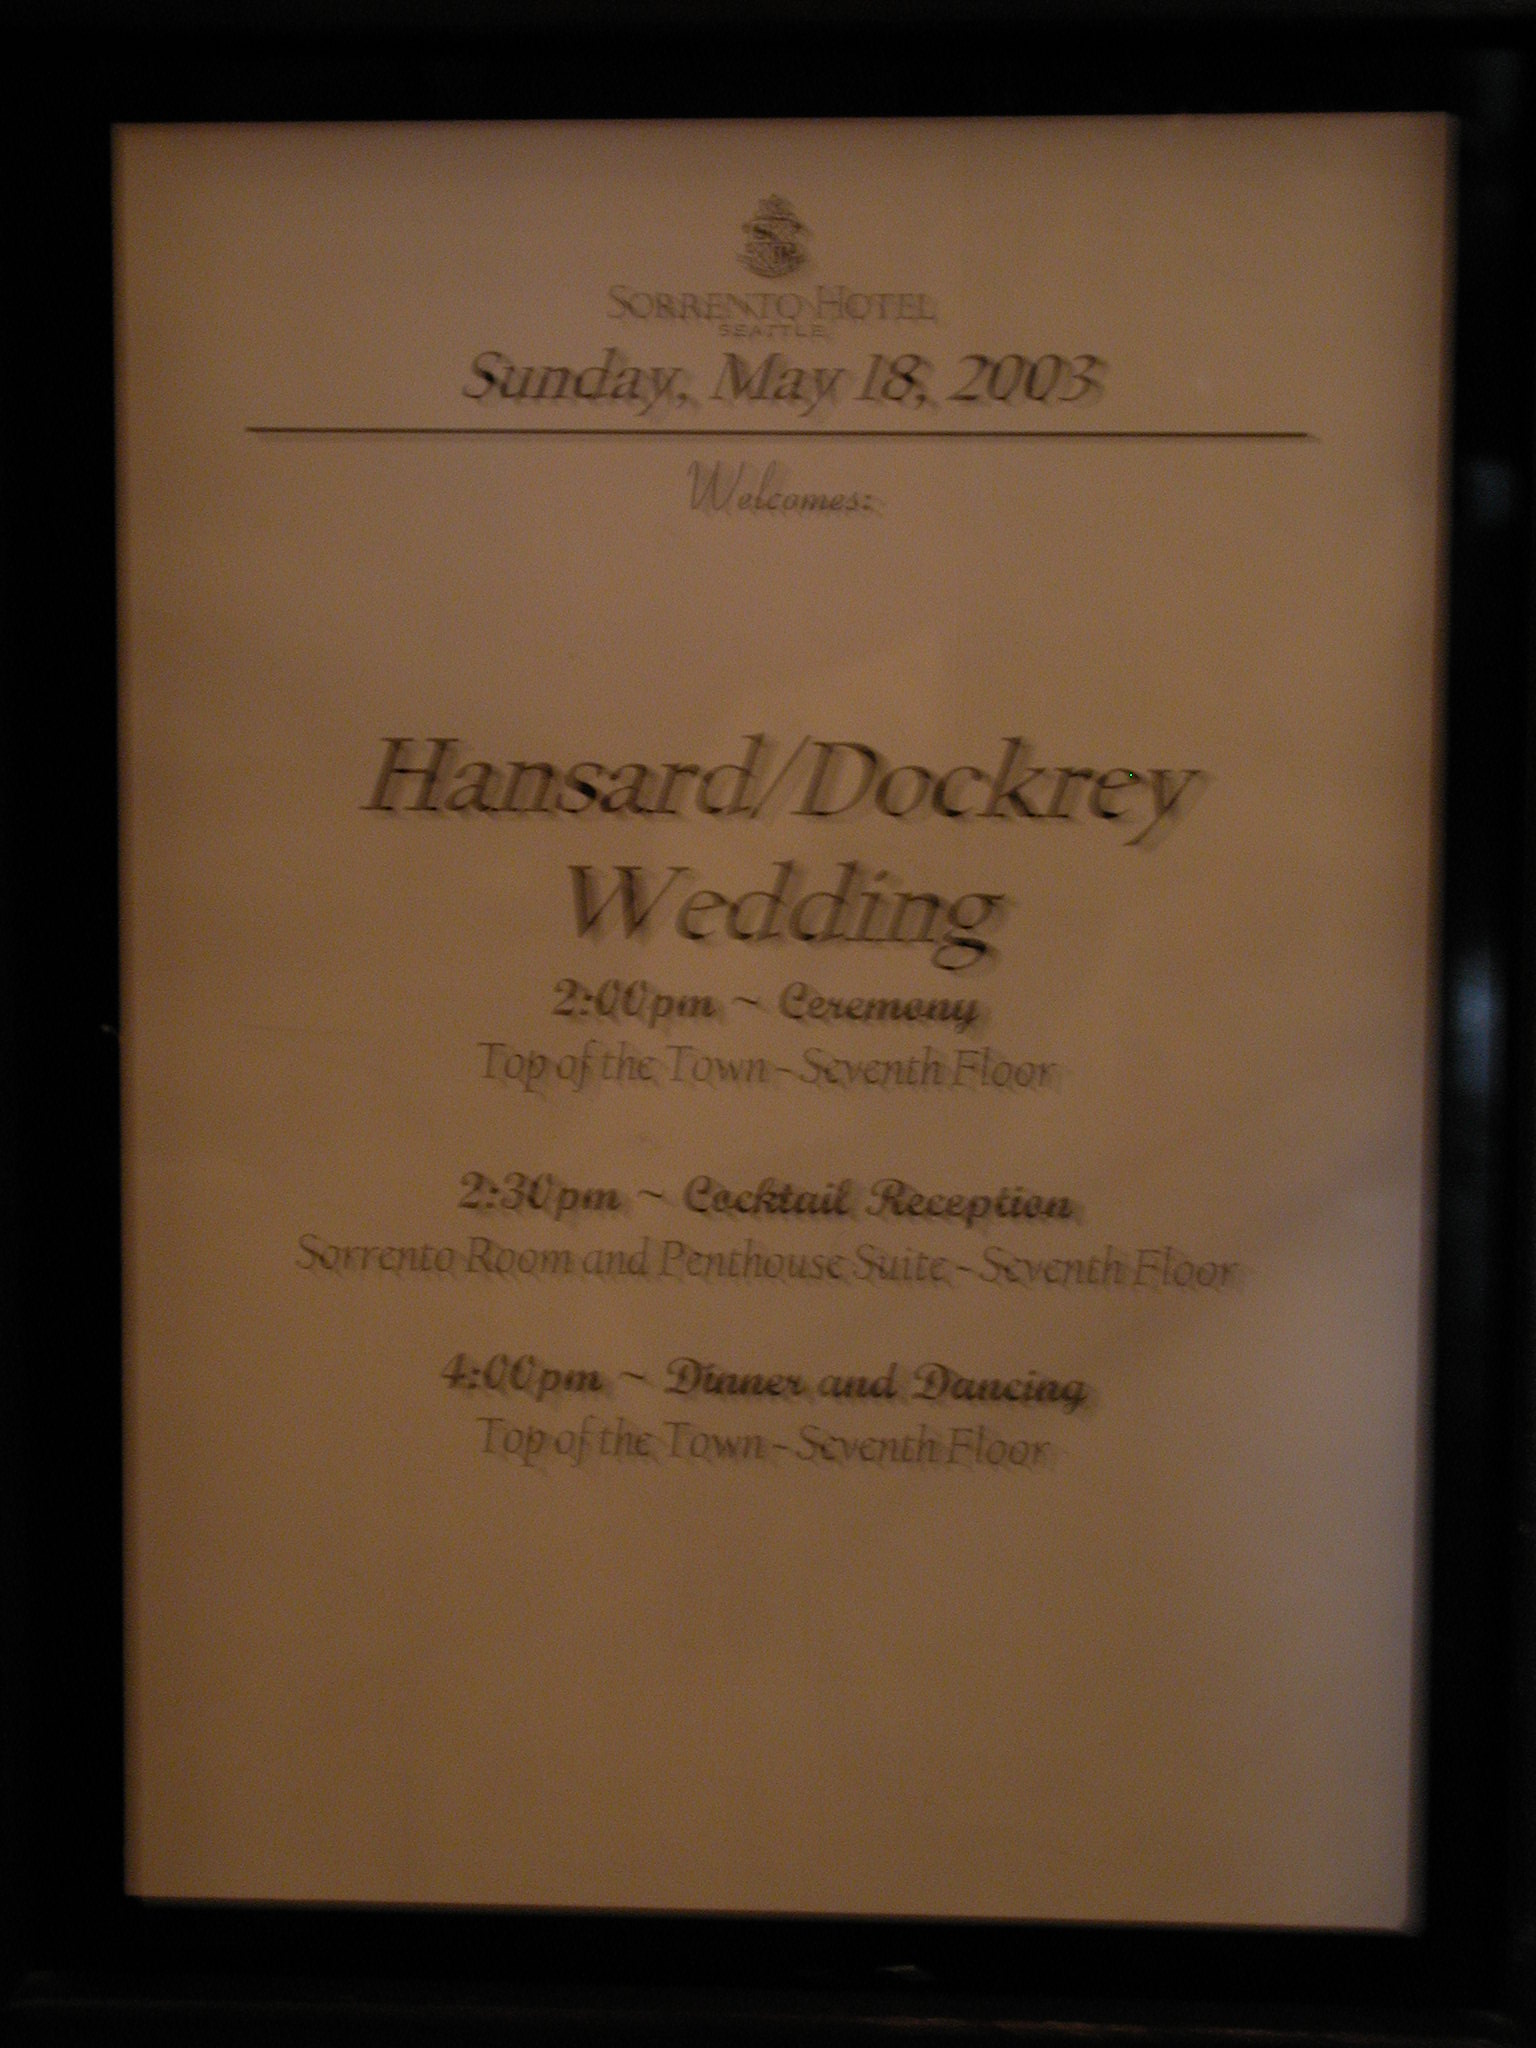 SORRENTO HOTEL
SEATTLE
Sunday, May 18, 2003
Welcomes:
Hansard/Dockrey
Wedding
2:00pm ~ Ceremony
Top of the Town - Seventh Floor
2:30pm ~ Cocktail Reception
Sorrento Room and Penthouse Suite - Seventh Floor
4:00pm ~ Dinner and Dancing
Top of the Town - Seventh Floor